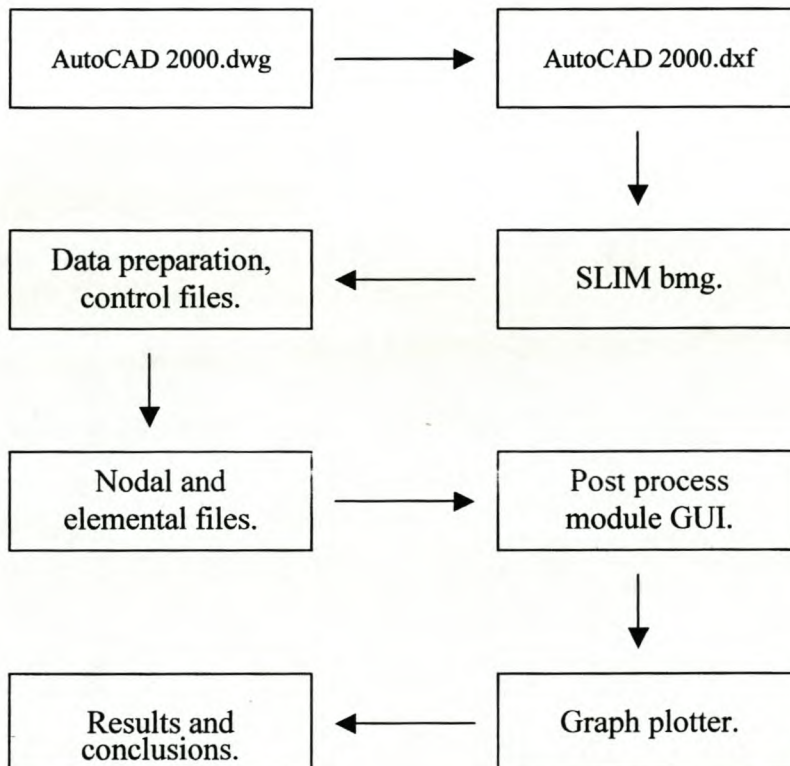 AutoCAD 2000.dwg
AutoCAD 2000.dxf
Data preparation,
control files.
SLIM bmg.
Nodal and
elemental files.
Post process
module GUI.
Results and
conclusions.
Graph plotter.